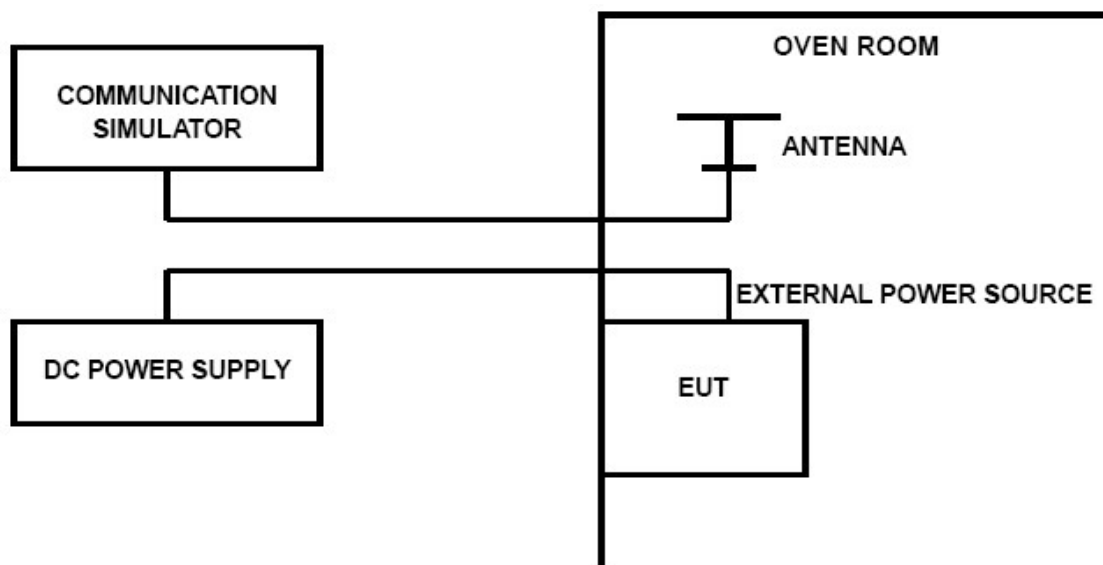 OVEN ROOM
COMMUNICATION
SIMULATOR
ANTENNA
EXTERNAL POWER SOURCE
DC POWER SUPPLY
EUT